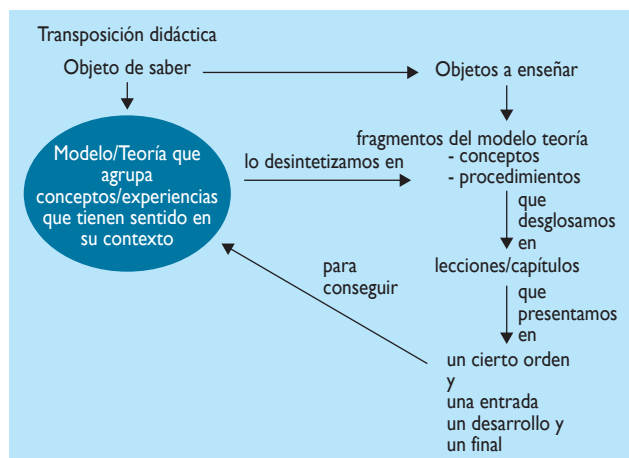 Transposición didáctica
Objeto de saber
Objetos a enseñar
Modelo/Teoría que
agrupa
conceptos/experiencias
que tienen sentido en
su contexto
lo desintetizamos en
fragmentos del modelo teoría
- conceptos
- procedimientos
que
desglosamos
en
lecciones/capítulos
para
conseguir
que
presentamos
en
un cierto orden
y
una entrada
un desarrollo y
un final